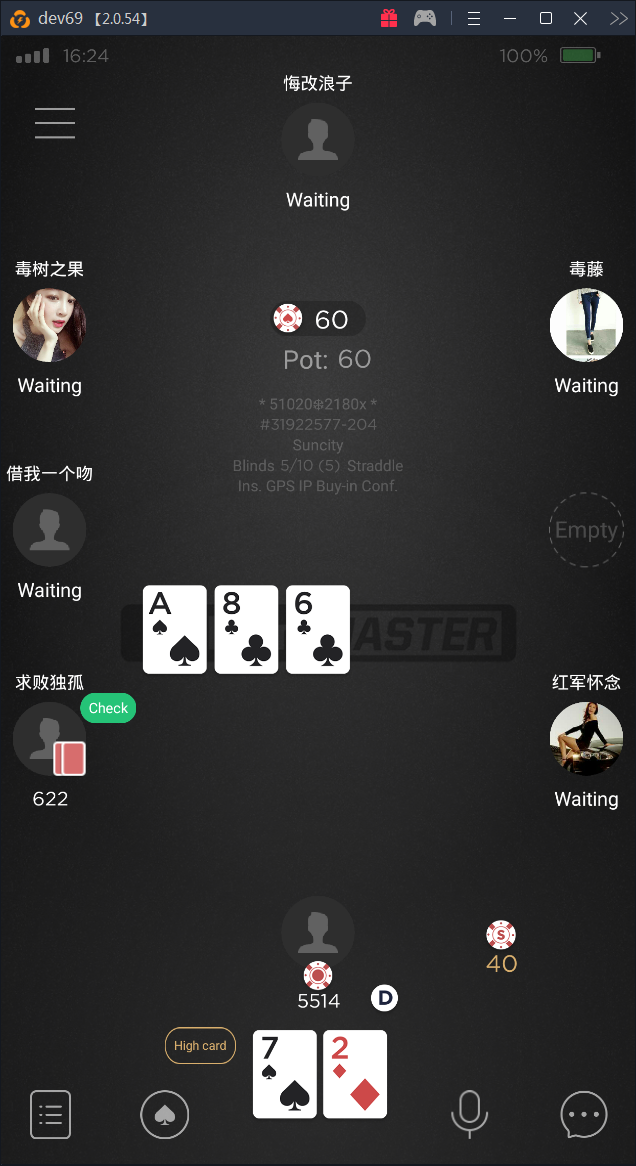 dev69 【2.0.54】
16:24
100%
悔改浪子
Waiting
毒树之果
Waiting
毒藤
Waiting
60
Pot: 60
* 51020❄2180x *
#31922577-204
Suncity
Blinds 5/10 (5) Straddle
Ins. GPS IP Buy-in Conf.
借我一个吻
Waiting
Empty
A
8
6
MASTER
求败独孤
Check
622
红军怀念
Waiting
S
40
5514
D
High card
7
2